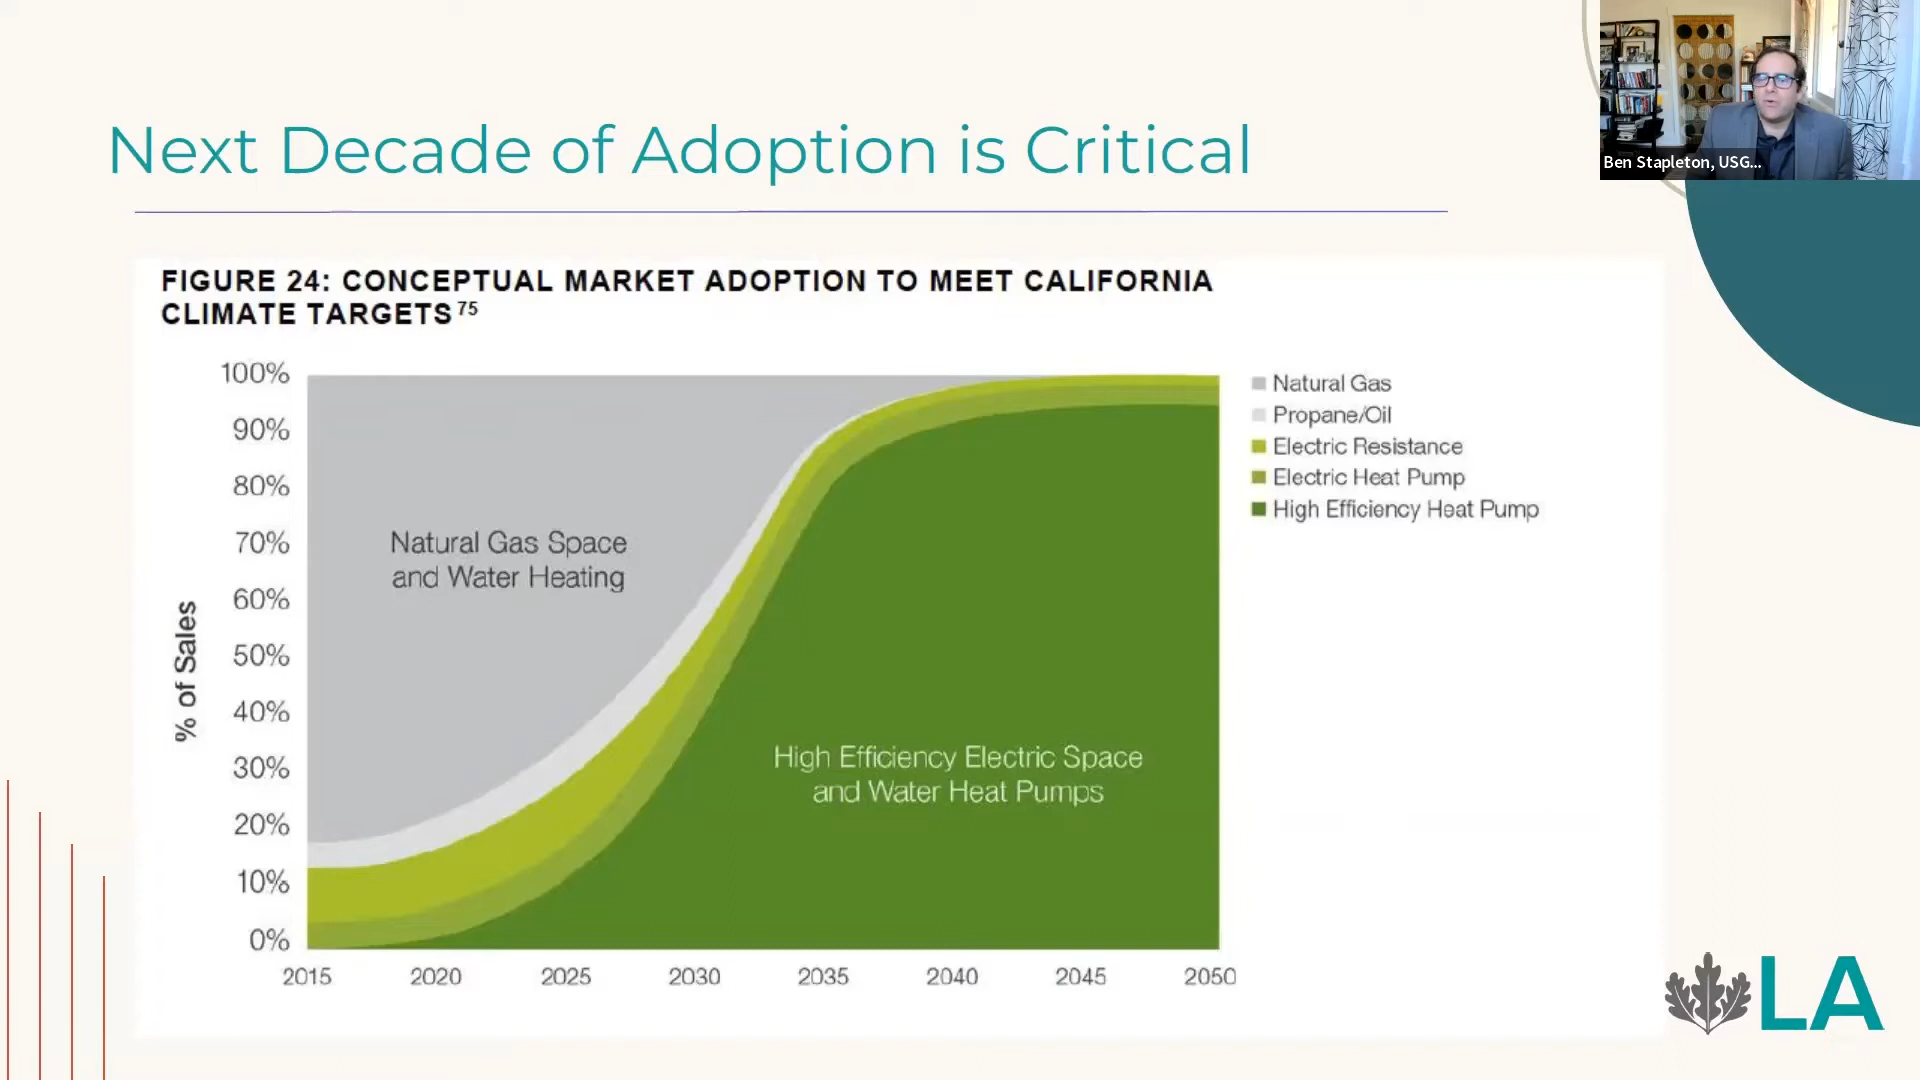 Ben Stapleton, USG...
Next Decade of Adoption is Critical
FIGURE 24: CONCEPTUAL MARKET ADOPTION TO MEET CALIFORNIA
CLIMATE TARGETS 75
100%
90%
80%
70%
60%
50%
40%
30%
20%
10%
0%
% of Sales
Natural Gas Space
and Water Heating
High Efficiency Electric Space
and Water Heat Pumps
2015 2020 2025 2030 2035 2040 2045 2050
Natural Gas
Propane/Oil
Electric Resistance
Electric Heat Pump
High Efficiency Heat Pump
LA